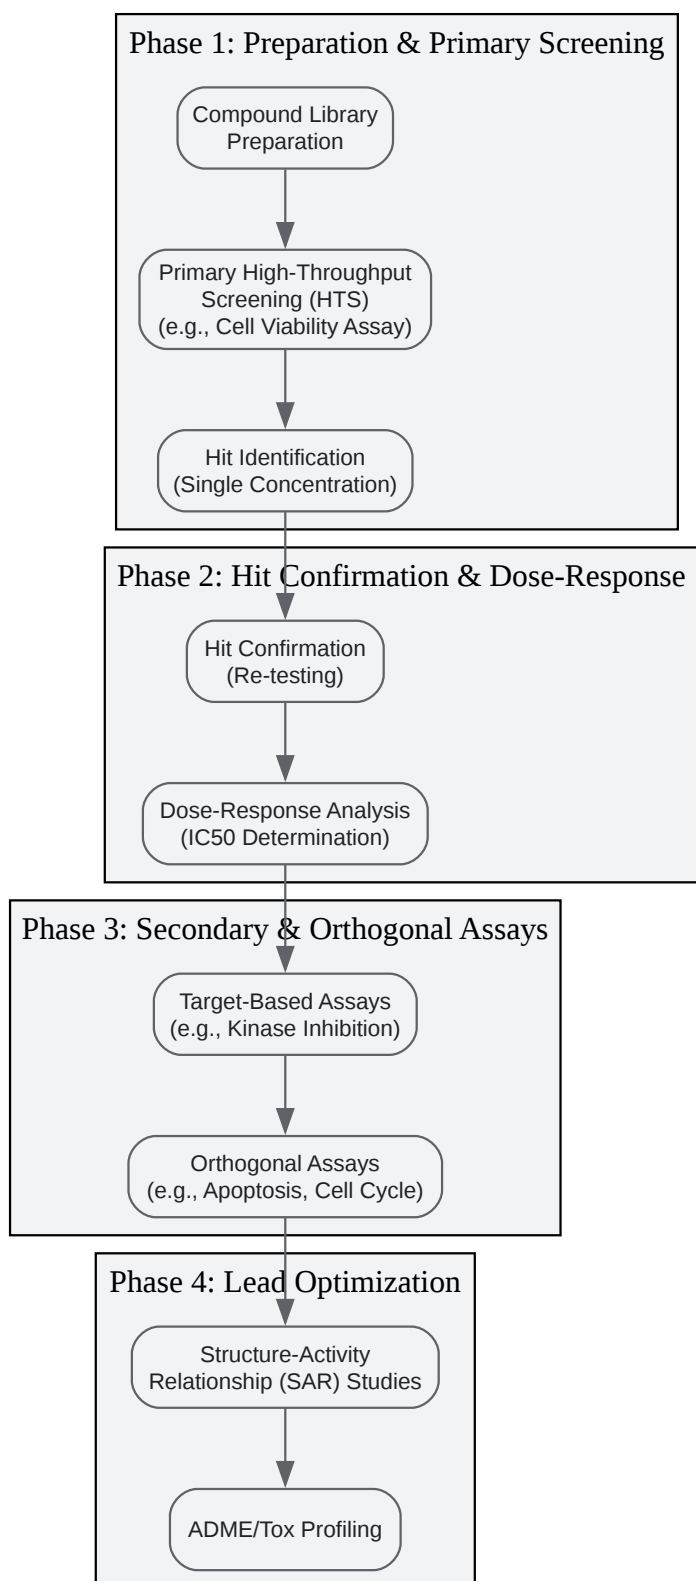 Phase 1: Preparation & Primary Screening
Compound Library
Preparation
Primary High-Throughput
Screening (HTS)
(e.g., Cell Viability Assay)
Hit Identification
(Single Concentration)
Phase 2: Hit Confirmation & Dose-Response
Hit Confirmation
(Re-testing)
Dose-Response Analysis
(IC50 Determination)
Phase 3: Secondary & Orthogonal Assays
Target-Based Assays
(e.g., Kinase Inhibition)
Orthogonal Assays
(e.g., Apoptosis, Cell Cycle)
Phase 4: Lead Optimization
Structure-Activity
Relationship (SAR) Studies
ADME/Tox Profiling